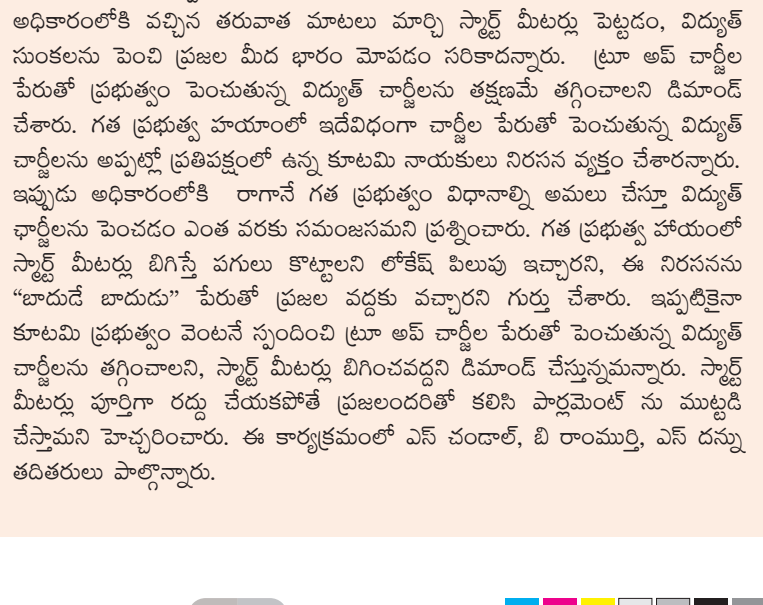 అధికారంలోకి వచ్చిన తరువాత మాటలు మార్చి స్మార్ట్ మీటర్లు పెట్టడం, విద్యుత్
సుంకలను పెంచి ప్రజల మీద భారం మోపడం సరికాదన్నారు. ట్రూ అప్ చార్జీల
పేరుతో ప్రభుత్వం పెంచుతున్న విద్యుత్ చార్జీలను తక్షణమే తగ్గించాలని డిమాండ్
చేశారు. గత ప్రభుత్వ హయాంలో ఇదేవిధంగా చార్జీల పేరుతో పెంచుతున్న విద్యుత్
చార్జీలను అప్పట్లో ప్రతిపక్షంలో ఉన్న కూటమి నాయకులు నిరసన వ్యక్తం చేశారన్నారు.
ఇప్పుడు అధికారంలోకి రాగానే గత ప్రభుత్వం విధానాల్ని అమలు చేస్తూ విద్యుత్
ఛార్జీలను పెంచడం ఎంత వరకు సమంజసమని ప్రశ్నించారు. గత ప్రభుత్వ హాయంలో
స్మార్ట్ మీటర్లు బిగిస్తే పగులు కొట్టాలని లోకేష్ పిలుపు ఇచ్చారని, ఈ నిరసనను
“బాదుడే బాదుడు” పేరుతో ప్రజల వద్దకు వచ్చారని గుర్తు చేశారు. ఇప్పటికైనా
కూటమి ప్రభుత్వం వెంటనే స్పందించి ట్రూ అప్ చార్జీల పేరుతో పెంచుతున్న విద్యుత్
చార్జీలను తగ్గించాలని, స్మార్ట్ మీటర్లు బిగించవద్దని డిమాండ్ చేస్తున్నమన్నారు. స్మార్ట్
మీటర్లు పూర్తిగా రద్దు చేయకపోతే ప్రజలందరితో కలిసి పార్లమెంట్ ను ముట్టడి
చేస్తామని హెచ్చరించారు. ఈ కార్యక్రమంలో ఎస్ చండాల్, బి రాంముర్తి, ఎస్ దన్ను
తదితరులు పాల్గొన్నారు.